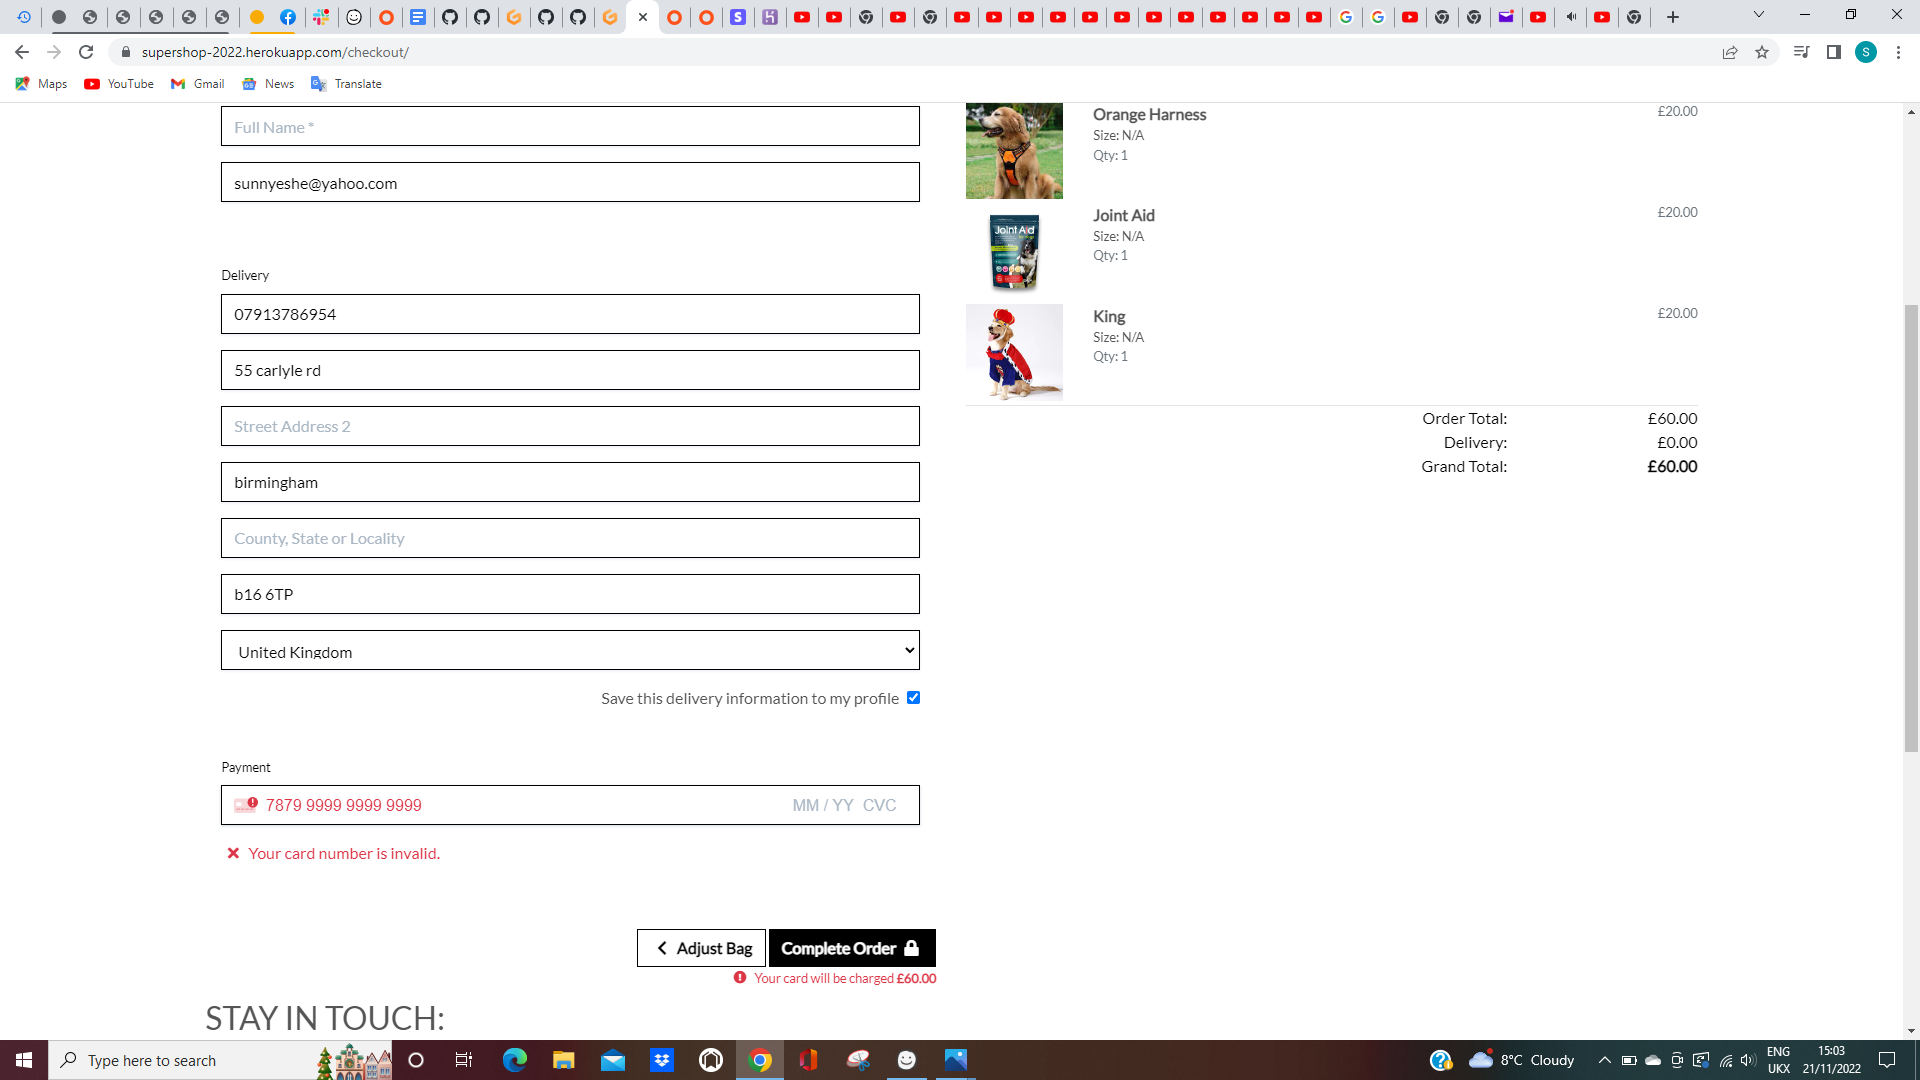 supershop-2022.herokuapp.com/checkout/
S
Maps
YouTube
Gmail
News
Translate
Full Name *
sunnyeshe@yahoo.com
Delivery
07913786954
55 carlyle rd
Street Address 2
birmingham
County, State or Locality
b16 6TP
United Kingdom
Save this delivery information to my profile
Payment
7879 9999 9999 9999 MM / YY CVC
Your card number is invalid.
Adjust Bag
Complete Order
Your card will be charged £60.00
Orange Harness £20.00
Size: N/A
Qty: 1
Joint Aid £20.00
Size: N/A
Qty: 1
Joint Aid
King £20.00
Size: N/A
Qty: 1
Order Total: £60.00
Delivery: £0.00
Grand Total: £60.00
STAY IN TOUCH:
Type here to search
8°C Cloudy
ENG
UKX
15:03
21/11/2022